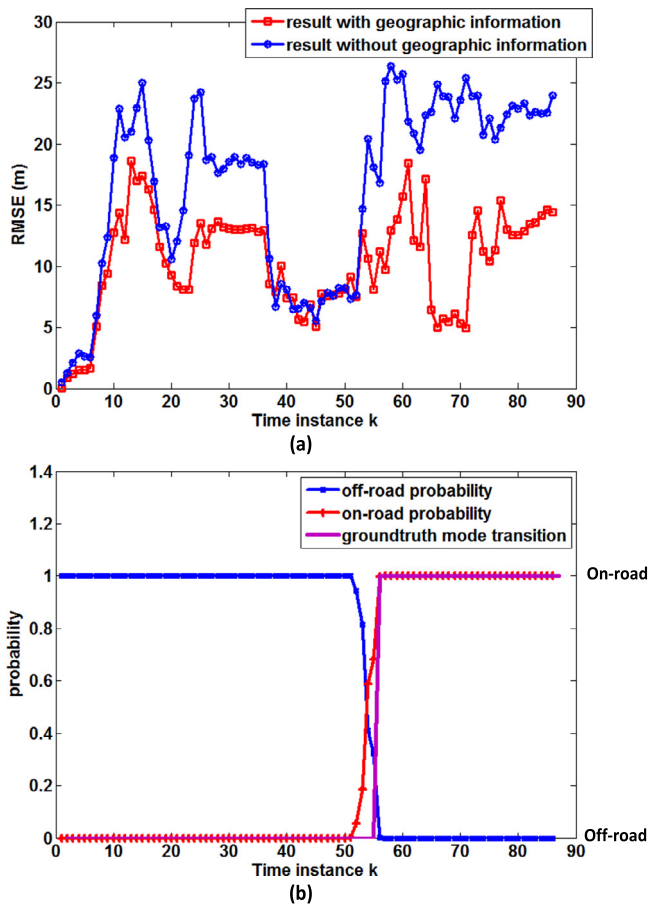 30
25
20
15
10
5
0
RMSE (m)
result with geographic information
result without geographic information
0 10 20 30 40 50 60 70 80 90
Time instance k
(a)
1.4
1.2
1
0.8
0.6
0.4
0.2
0
probability
off-road probability
on-road probability
groundtruth mode transition
On-road
Off-road
0 10 20 30 40 50 60 70 80 90
Time instance k
(b)